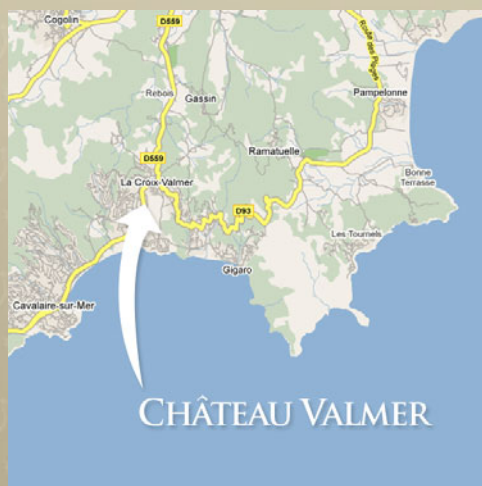 Cogolin
D559
Route des Plages
Rebois
Gassin
Pampelonne
D559
Ramatuelle
La Croix-Valmer
Bonne
Terrasse
D93
Les Tournels
Gigaro
Cavalaire-sur-Mer
CHÂTEAU VALMER